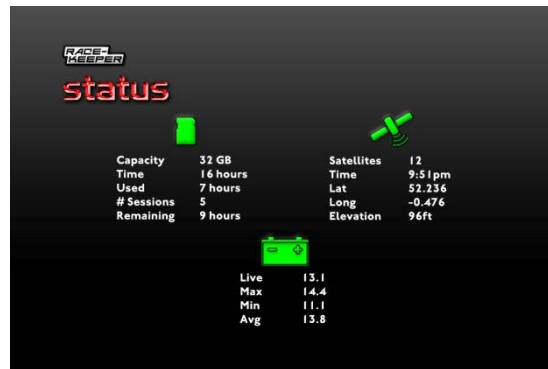 RACE-
KEEPER
status
Capacity 32 GB
Time 16 hours
Used 7 hours
# Sessions 5
Remaining 9 hours
Satellites 12
Time 9:51pm
Lat 52.236
Long -0.476
Elevation 96ft
- +
Live 13.1
Max 14.4
Min 11.1
Avg 13.8